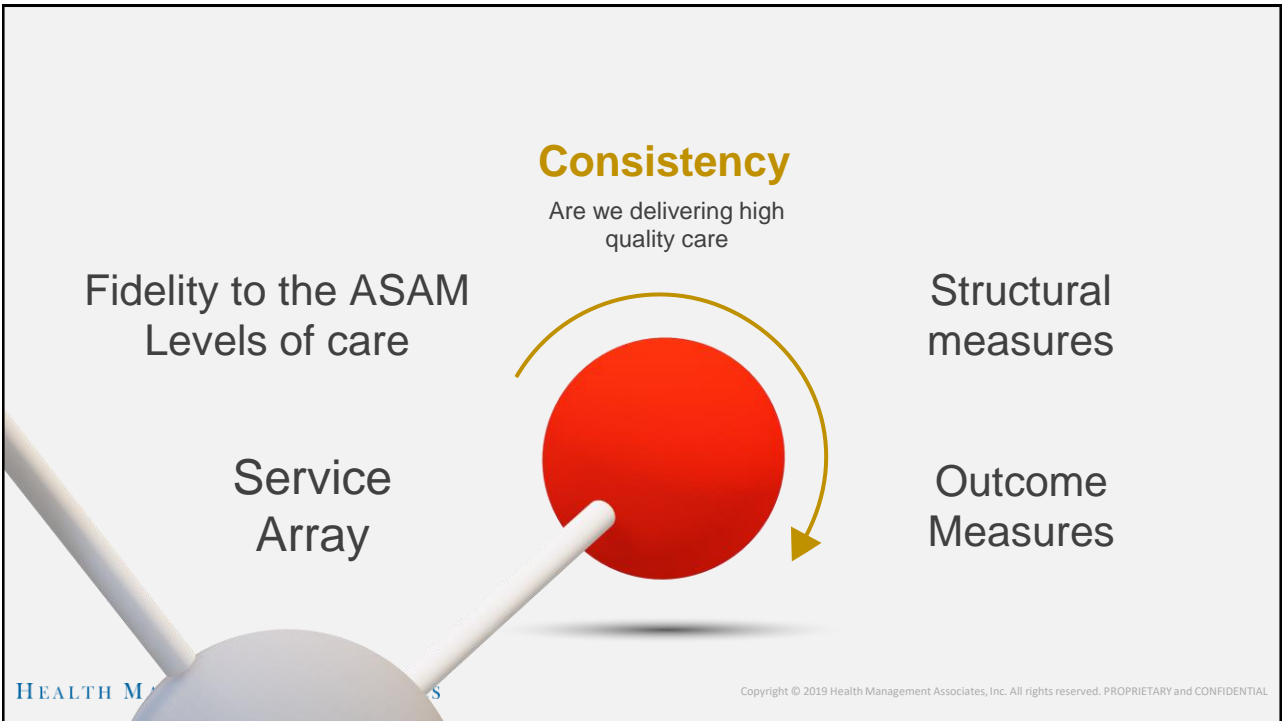 Consistency
Are we delivering high
quality care
Fidelity to the ASAM
Levels of care
Service
Array
Structural
measures
Outcome
Measures
HEALTH
Copyright © 2019 Health Management Associates, Inc. All rights reserved. PROPRIETARY and CONFIDENTIAL